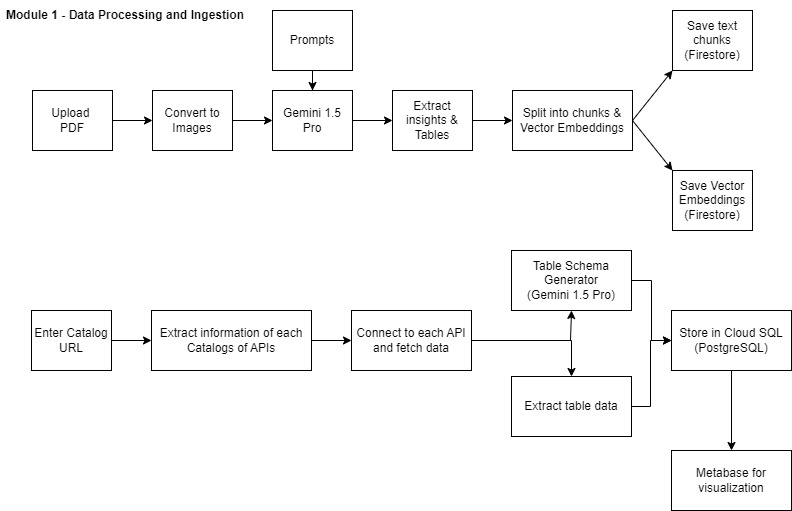 Module 1 - Data Processing and Ingestion
Prompts
Save text
chunks
(Firestore)
Upload
PDF
Convert to
Images
Gemini 1.5
Pro
Extract
insights &
Tables
Split into chunks &
Vector Embeddings
Save Vector
Embeddings
(Firestore)
Table Schema
Generator
(Gemini 1.5 Pro)
Enter Catalog
URL
Extract information of each
Catalogs of APIs
Connect to each API
and fetch data
Store in Cloud SQL
(PostgreSQL)
Extract table data
Metabase for
visualization